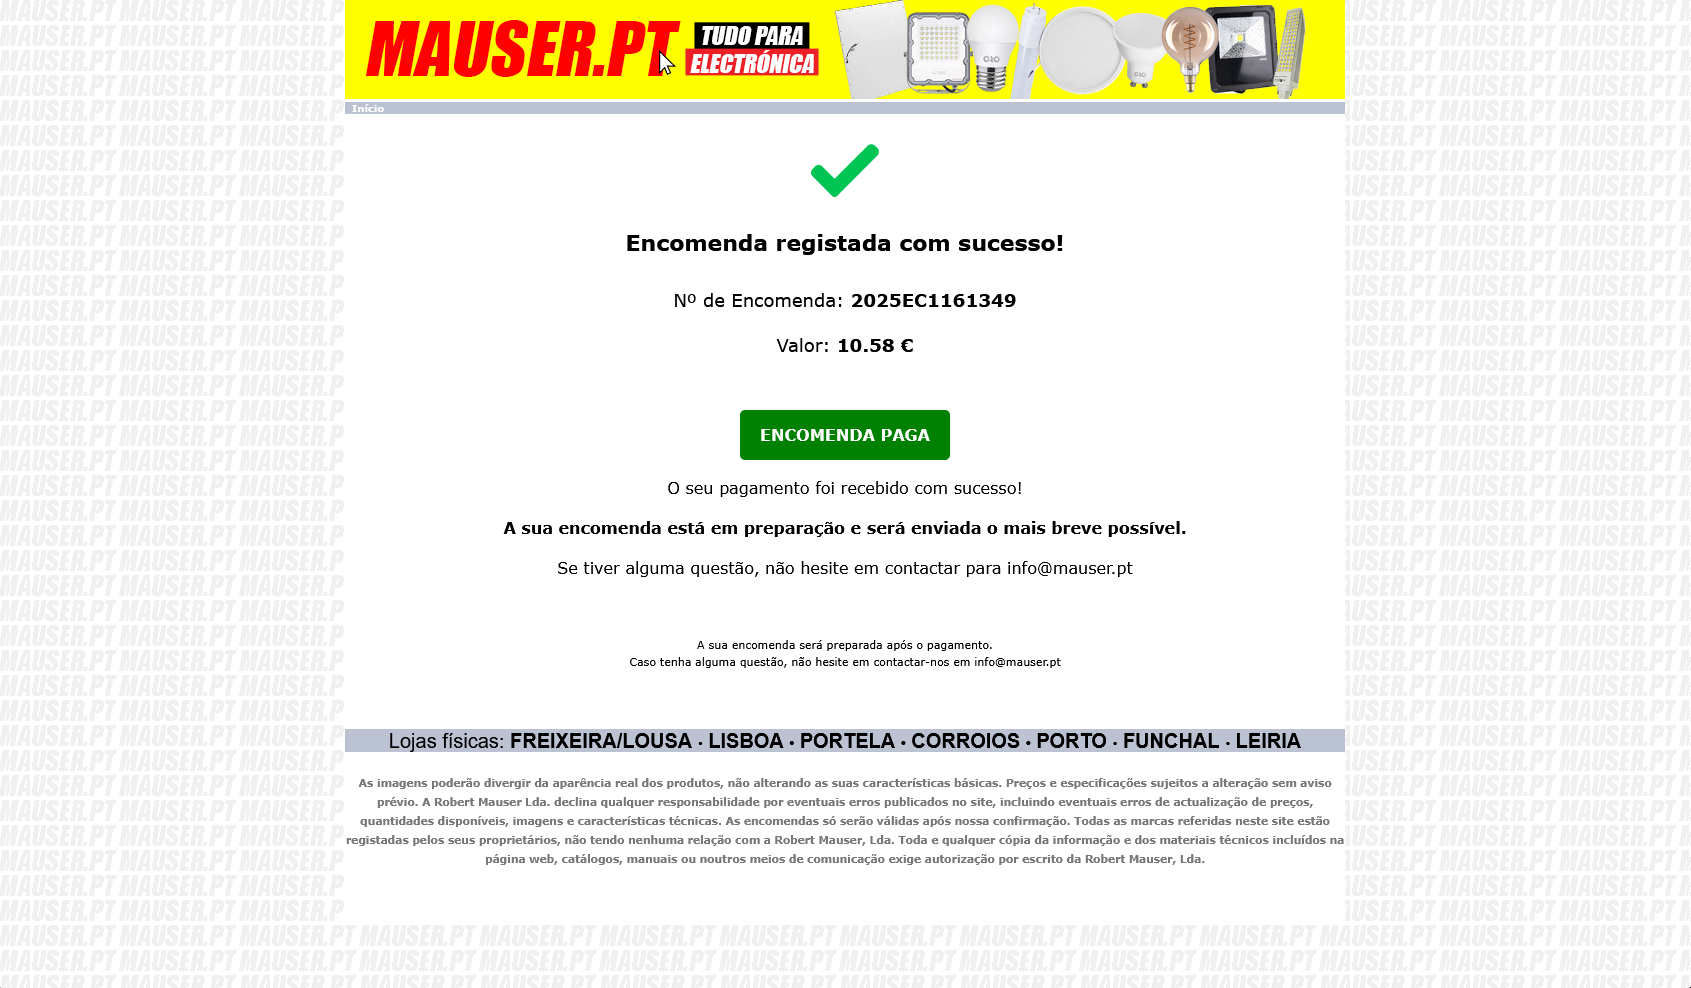 MAUSER.PT TUDO PARA
ELECTRÓNICA
Início
Encomenda registada com sucesso!
Nº de Encomenda: 2025EC1161349
Valor: 10.58 €
ENCOMENDA PAGA
O seu pagamento foi recebido com sucesso!
A sua encomenda está em preparação e será enviada o mais breve possível.
Se tiver alguma questão, não hesite em contactar para info@mauser.pt
A sua encomenda será preparada após o pagamento.
Caso tenha alguma questão, não hesite em contactar-nos em info@mauser.pt
Lojas físicas: FREIXEIRA/LOUSA • LISBOA • PORTELA • CORROIOS • PORTO • FUNCHAL • LEIRIA
As imagens poderão divergir da aparência real dos produtos, não alterando as suas características básicas. Preços e especificações sujeitos a alteração sem aviso
prévio. A Robert Mauser Lda. declina qualquer responsabilidade por eventuais erros publicados no site, incluindo eventuais erros de actualização de preços,
quantidades disponíveis, imagens e características técnicas. As encomendas só serão válidas após nossa confirmação. Todas as marcas referidas neste site estão
registadas pelos seus proprietários, não tendo nenhuma relação com a Robert Mauser, Lda. Toda e qualquer cópia da informação e dos materiais técnicos incluídos na
página web, catálogos, manuais ou noutros meios de comunicação exige autorização por escrito da Robert Mauser, Lda.